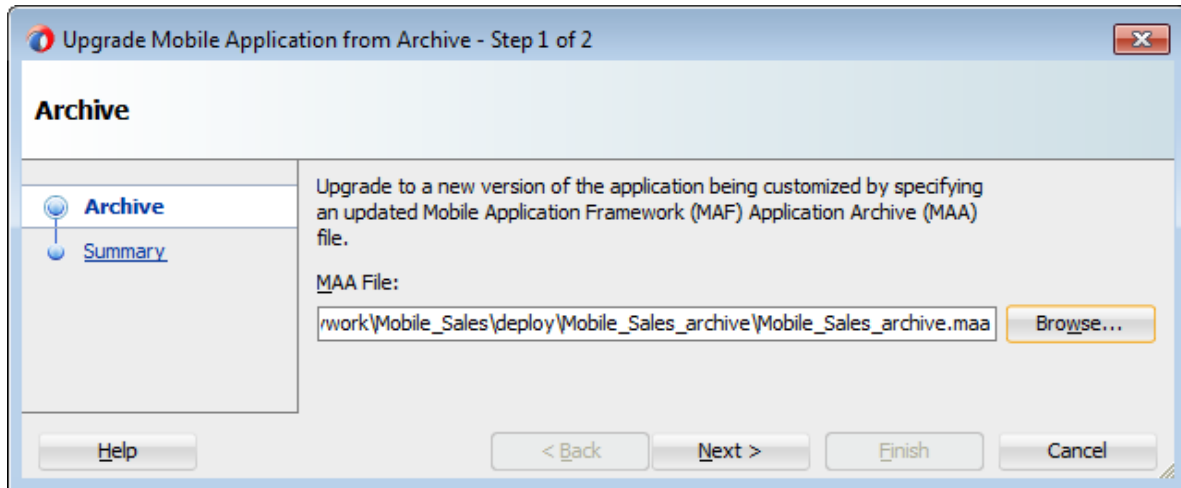 Upgrade Mobile Application from Archive - Step 1 of 2
Archive
Archive
Summary
Upgrade to a new version of the application being customized by specifying
an updated Mobile Application Framework (MAF) Application Archive (MAA)
file.
MAA File:
work\Mobile_Sales\deploy\Mobile_Sales_archive\Mobile_Sales_archive.maa Browse...
Help < Back Next > Finish Cancel